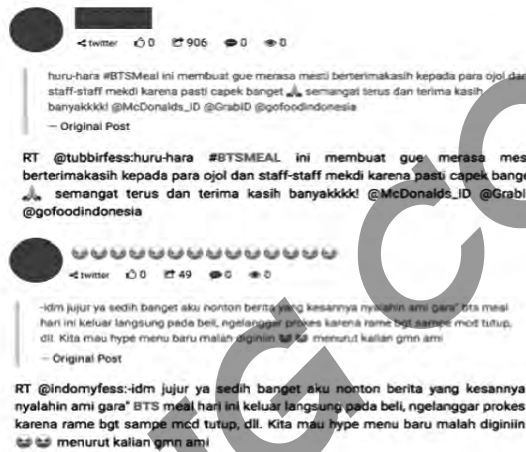 twitter 0 906 0 0
huru-hara #BTSMeal ini membuat gue merasa mesti berterimakasih kepada para ojol dan
staff-staff mekdi karena pasti capek banget 🙏 semangat terus dan terima kasih
banyakkkk! @McDonalds_ID @GrabID @gofoodindonesia
— Original Post
RT @tubbirfess:huru-hara #BTSMEAL ini membuat gue merasa mes
berterimakasih kepada para ojol dan staff-staff mekdi karena pasti capek bange
🙏 semangat terus dan terima kasih banyakkkk! @McDonalds_ID @GrabI
@gofoodindonesia
twitter 0 49 0 0
-idm jujur ya sedih banget aku nonton berita yang kesannya nyalahin ami gara" bts meal
hari ini keluar langsung pada beli, ngelanggar prokes karena rame bgt sampe mcd tutup,
dll. Kita mau hype menu baru malah diginiin 😭😭 menurut kalian gmn ami
— Original Post
RT @indomyfess:-idm jujur ya sedih banget aku nonton berita yang kesannya
nyalahin ami gara" BTS meal hari ini keluar langsung pada beli, ngelanggar prokes
karena rame bgt sampe mcd tutup, dll. Kita mau hype menu baru malah diginiin
😭😭 menurut kalian gmn ami